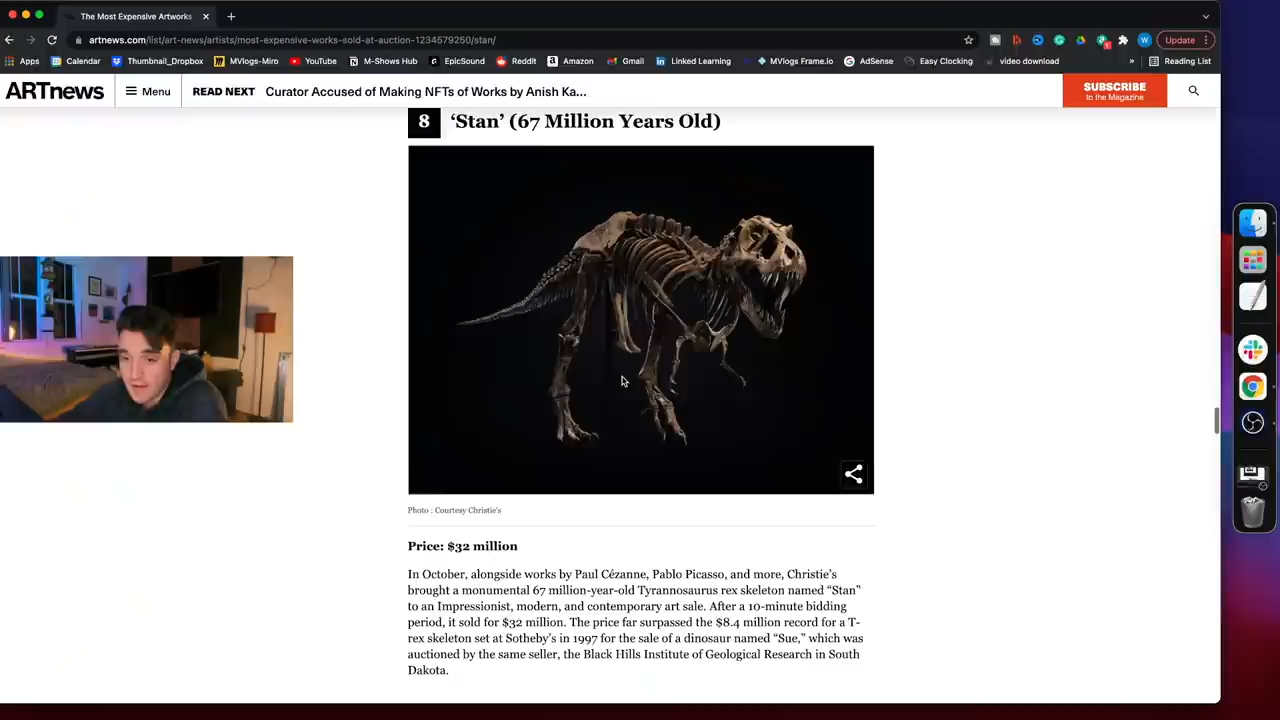 The Most Expensive Artworks
artnews.com/list/art-news/artists/most-expensive-works-sold-at-auction-1234579250/stan/
W
Update
Apps
Calendar
Thumbnail_Dropbox
MVlogs-Miro
YouTube
M-Shows Hub
EpicSound
Reddit
Amazon
Gmail
Linked Learning
MVlogs Frame.io
AdSense
Easy Clocking
video download
»
Reading List
ARTnews
Menu
READ NEXT Curator Accused of Making NFTs of Works by Anish Ka...
SUBSCRIBE
to the Magazine
8 ‘Stan’ (67 Million Years Old)
Photo : Courtesy Christie's
Price: $32 million
In October, alongside works by Paul Cézanne, Pablo Picasso, and more, Christie’s
brought a monumental 67 million-year-old Tyrannosaurus rex skeleton named “Stan”
to an Impressionist, modern, and contemporary art sale. After a 10-minute bidding
period, it sold for $32 million. The price far surpassed the $8.4 million record for a T-
rex skeleton set at Sotheby’s in 1997 for the sale of a dinosaur named “Sue,” which was
auctioned by the same seller, the Black Hills Institute of Geological Research in South
Dakota.